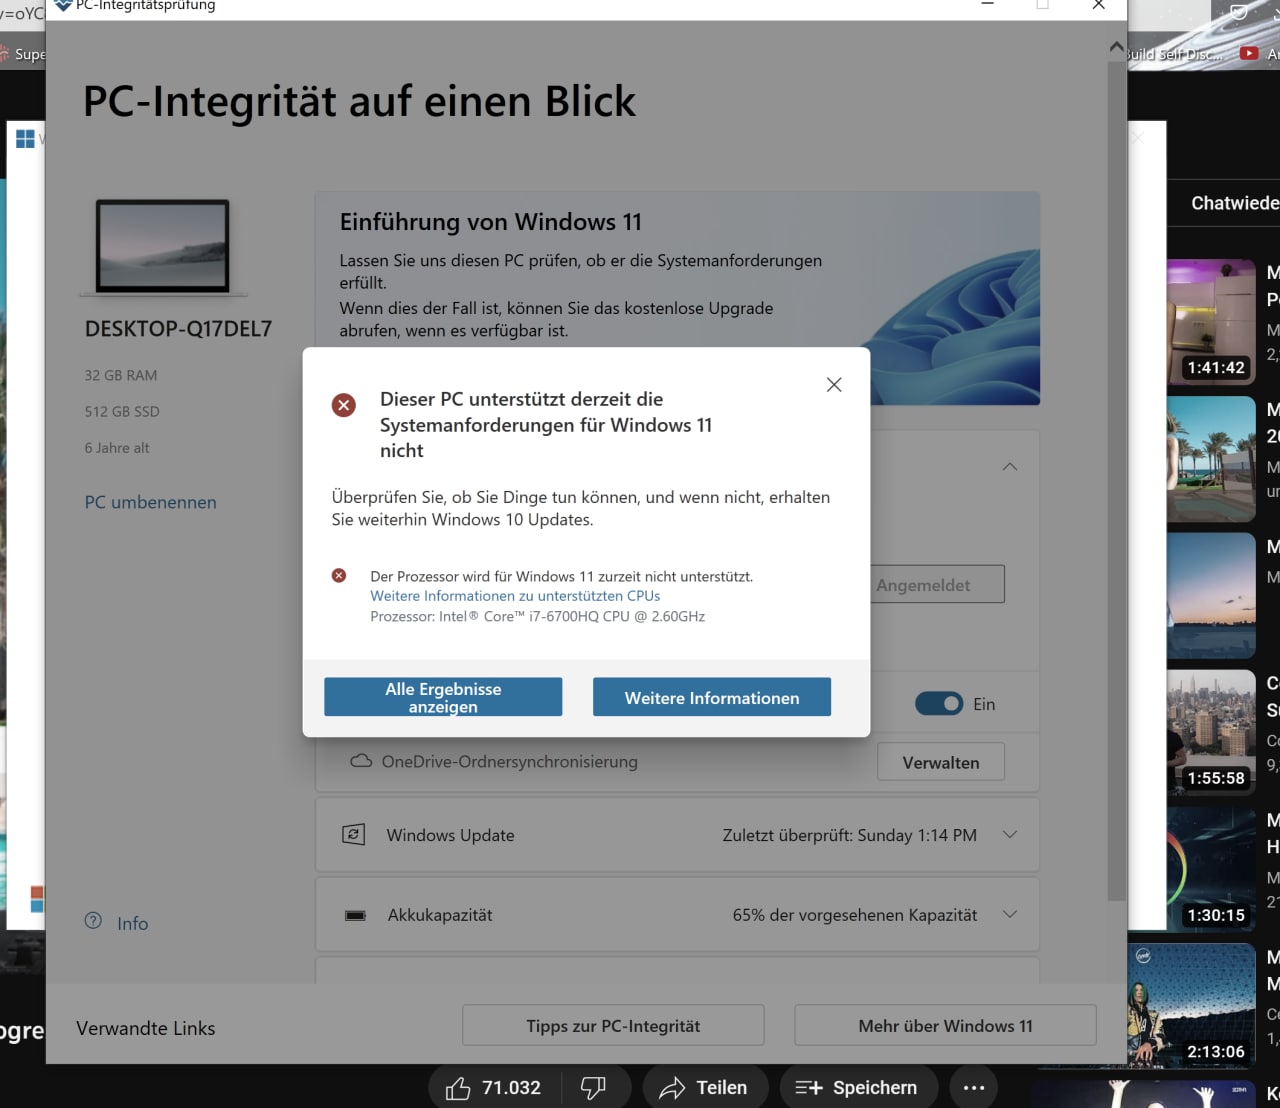 PC-Integritätsprüfung
Supe
Build Self-Disc...
PC-Integrität auf einen Blick
DESKTOP-Q17DEL7
32 GB RAM
512 GB SSD
6 Jahre alt
PC umbenennen
Einführung von Windows 11
Lassen Sie uns diesen PC prüfen, ob er die Systemanforderungen
erfüllt.
Wenn dies der Fall ist, können Sie das kostenlose Upgrade
abrufen, wenn es verfügbar ist.
Dieser PC unterstützt derzeit die
Systemanforderungen für Windows 11
nicht
Überprüfen Sie, ob Sie Dinge tun können, und wenn nicht, erhalten
Sie weiterhin Windows 10 Updates.
Der Prozessor wird für Windows 11 zurzeit nicht unterstützt.
Weitere Informationen zu unterstützten CPUs
Prozessor: Intel® Core™ i7-6700HQ CPU @ 2.60GHz
Alle Ergebnisse
anzeigen
Weitere Informationen
Angemeldet
Ein
OneDrive-Ordnersynchronisierung
Verwalten
Windows Update
Zuletzt überprüft: Sunday 1:14 PM
Akkukapazität
65% der vorgesehenen Kapazität
Info
Verwandte Links
Tipps zur PC-Integrität
Mehr über Windows 11
Chatwiede
1:41:42
1:55:58
1:30:15
2:13:06
ogre
71.032
Teilen
Speichern